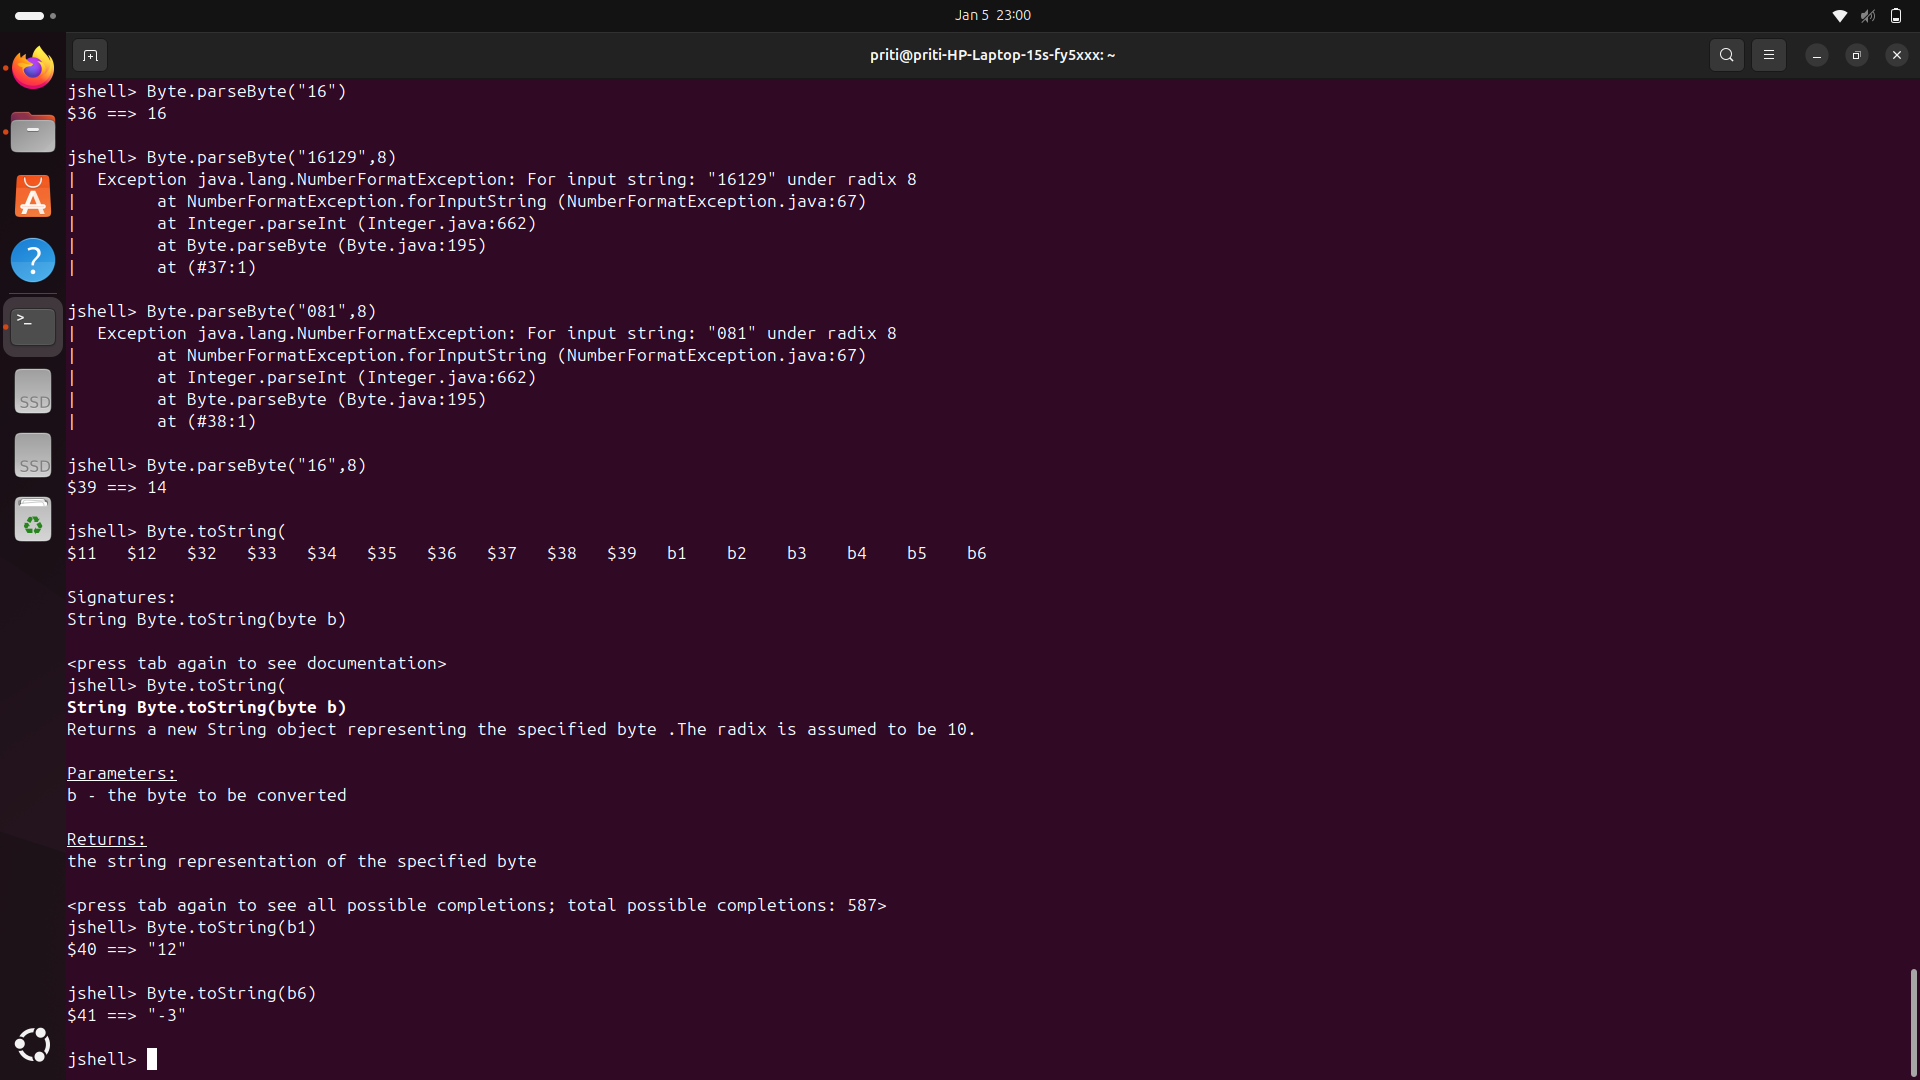 Jan 5 23:00
priti@priti-HP-Laptop-15s-fy5xxx: ~
jshell> Byte.parseByte("16")
$36 ==> 16
jshell> Byte.parseByte("16129",8)
|  Exception java.lang.NumberFormatException: For input string: "16129" under radix 8
|        at NumberFormatException.forInputString (NumberFormatException.java:67)
|        at Integer.parseInt (Integer.java:662)
|        at Byte.parseByte (Byte.java:195)
|        at (#37:1)
jshell> Byte.parseByte("081",8)
|  Exception java.lang.NumberFormatException: For input string: "081" under radix 8
|        at NumberFormatException.forInputString (NumberFormatException.java:67)
|        at Integer.parseInt (Integer.java:662)
|        at Byte.parseByte (Byte.java:195)
|        at (#38:1)
jshell> Byte.parseByte("16",8)
$39 ==> 14
jshell> Byte.toString(
$11   $12   $32   $33   $34   $35   $36   $37   $38   $39   b1    b2    b3    b4    b5    b6
Signatures:
String Byte.toString(byte b)
<press tab again to see documentation>
jshell> Byte.toString(
String Byte.toString(byte b)
Returns a new String object representing the specified byte .The radix is assumed to be 10.
Parameters:
b - the byte to be converted
Returns:
the string representation of the specified byte
<press tab again to see all possible completions; total possible completions: 587>
jshell> Byte.toString(b1)
$40 ==> "12"
jshell> Byte.toString(b6)
$41 ==> "-3"
jshell>
SSD
SSD